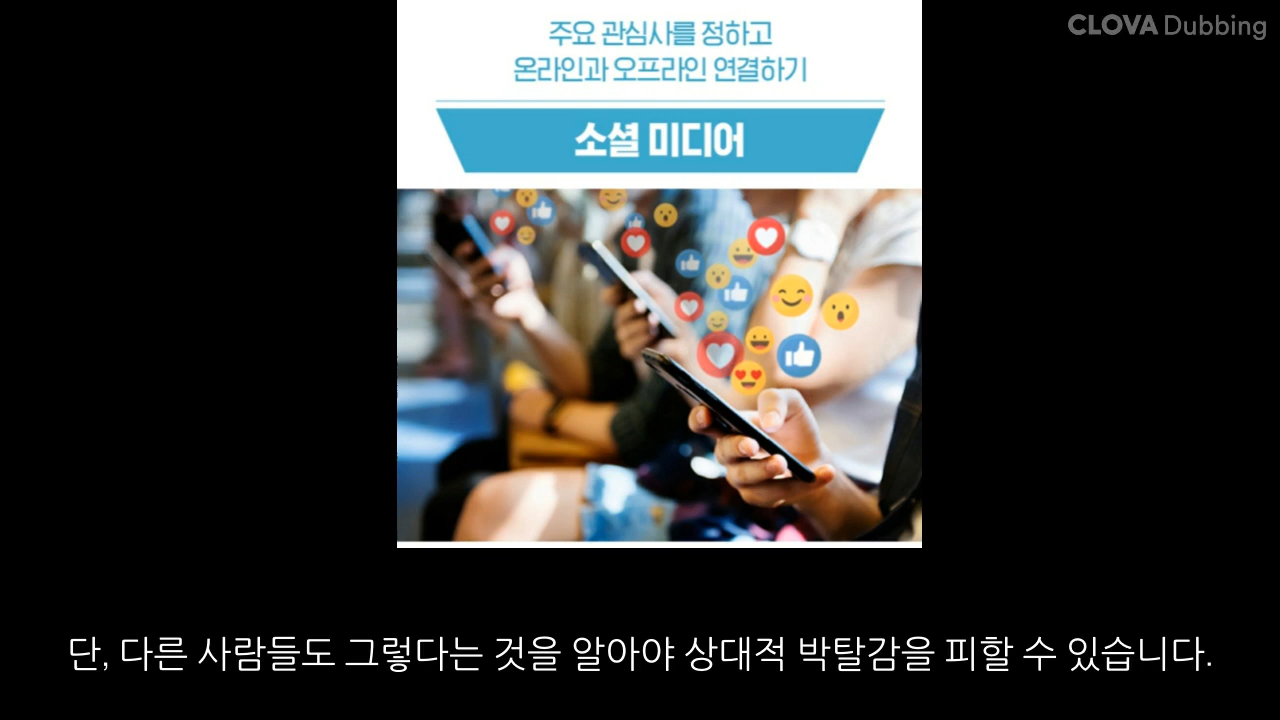 CLOVA Dubbing
주요 관심사를 정하고
온라인과 오프라인 연결하기
소셜 미디어
단, 다른 사람들도 그렇다는 것을 알아야 상대적 박탈감을 피할 수 있습니다.